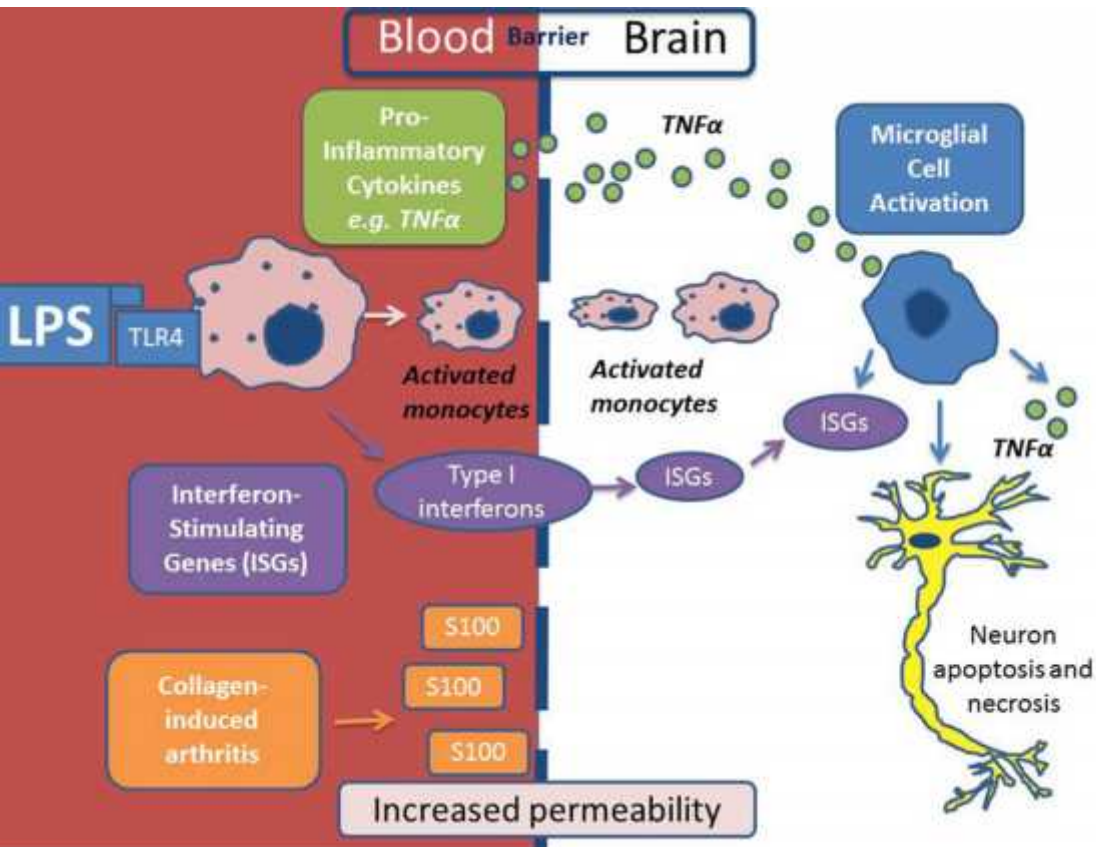 Blood Barrier Brain
Pro-
Inflammatory
Cytokines
e.g. TNFα
TNFα
Microglial
Cell
Activation
LPS
TLR4
Activated
monocytes
Activated
monocytes
ISGs
TNFα
Interferon-
Stimulating
Genes (ISGs)
Type I
interferons
ISGs
S100
S100
S100
Collagen-
induced
arthritis
Neuron
apoptosis and
necrosis
Increased permeability